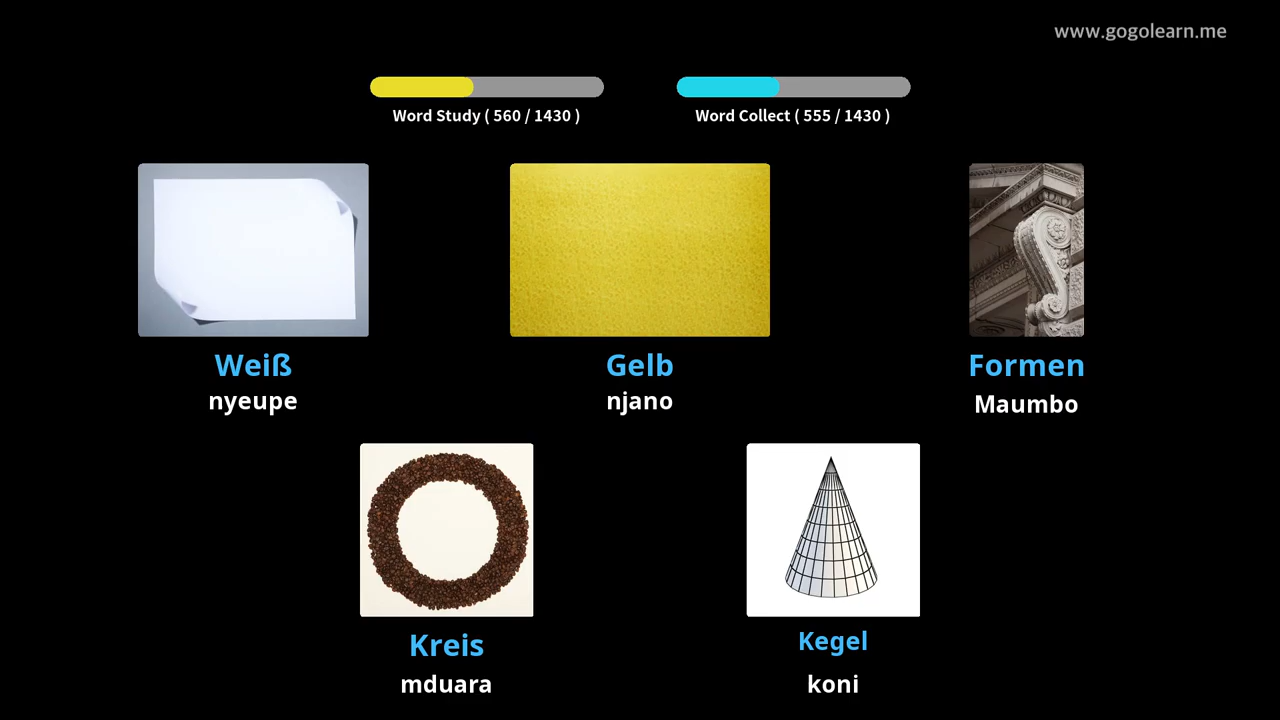 www.gogolearn.me
Word Study ( 560 / 1430 )
Word Collect ( 555 / 1430 )
Weiß
nyeupe
Gelb
njano
Formen
Maumbo
Kreis
mduara
Kegel
koni